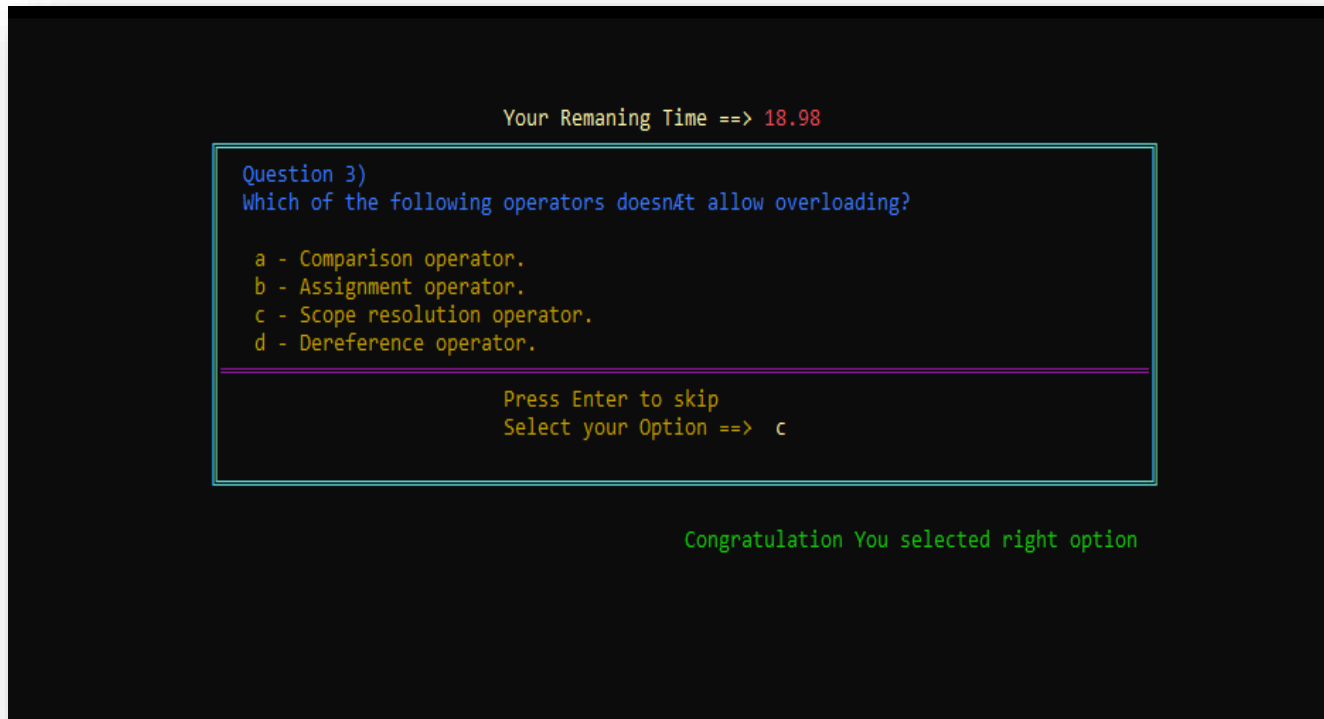 Your Remaning Time ==> 18.98
Question 3)
Which of the following operators doesnÆt allow overloading?
a - Comparison operator.
b - Assignment operator.
c - Scope resolution operator.
d - Dereference operator.
Press Enter to skip
Select your Option ==> c
Congratulation You selected right option